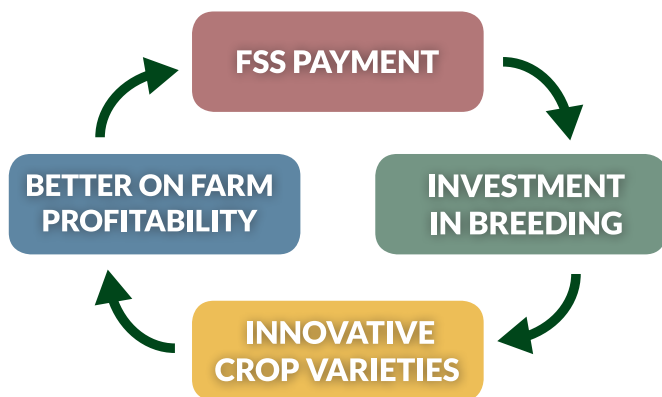 FSS PAYMENT
INVESTMENT
IN BREEDING
INNOVATIVE
CROP VARIETIES
BETTER ON FARM
PROFITABILITY